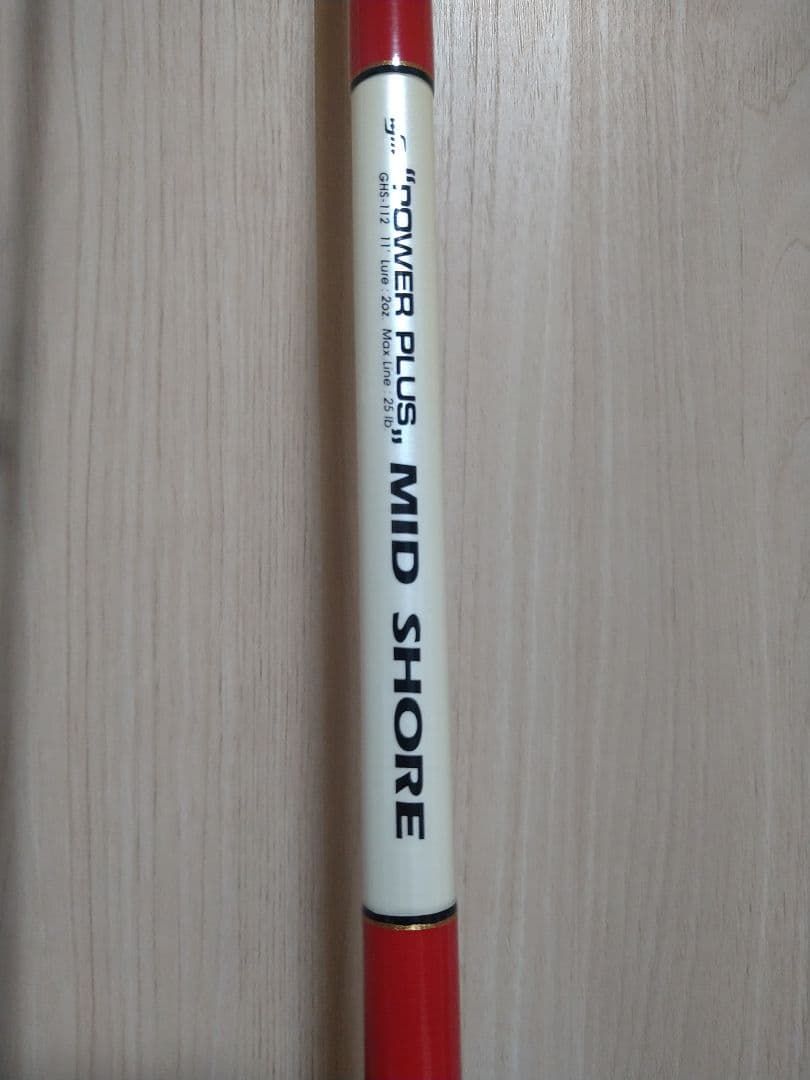 "POWER PLUS„ MID SHORE
GHS-112 11' Lure : 2oz. Max Line : 25 lb.